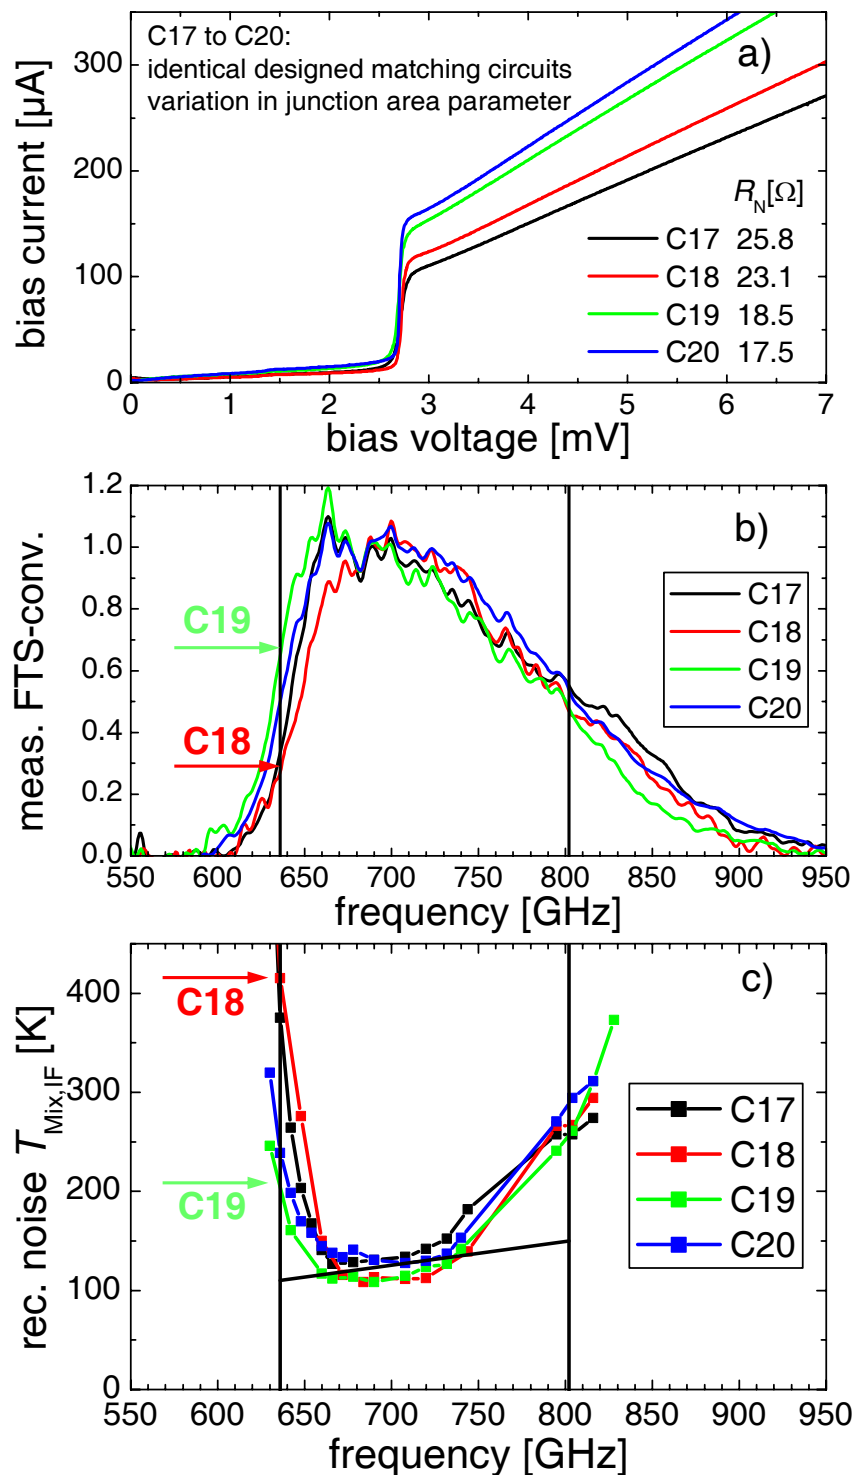 C17 to C20:
identical designed matching circuits
variation in junction area parameter
a)
300
200
100
0
bias current [µA]
R_N[Ω]
C17 25.8
C18 23.1
C19 18.5
C20 17.5
0 1 2 3 4 5 6 7
bias voltage [mV]
b)
1.2
1.0
0.8
0.6
0.4
0.2
0.0
meas. FTS-conv.
C19
C18
C17
C18
C19
C20
550 600 650 700 750 800 850 900 950
frequency [GHz]
c)
400
300
200
100
0
rec. noise T_Mix,IF [K]
C18
C19
C17
C18
C19
C20
550 600 650 700 750 800 850 900 950
frequency [GHz]